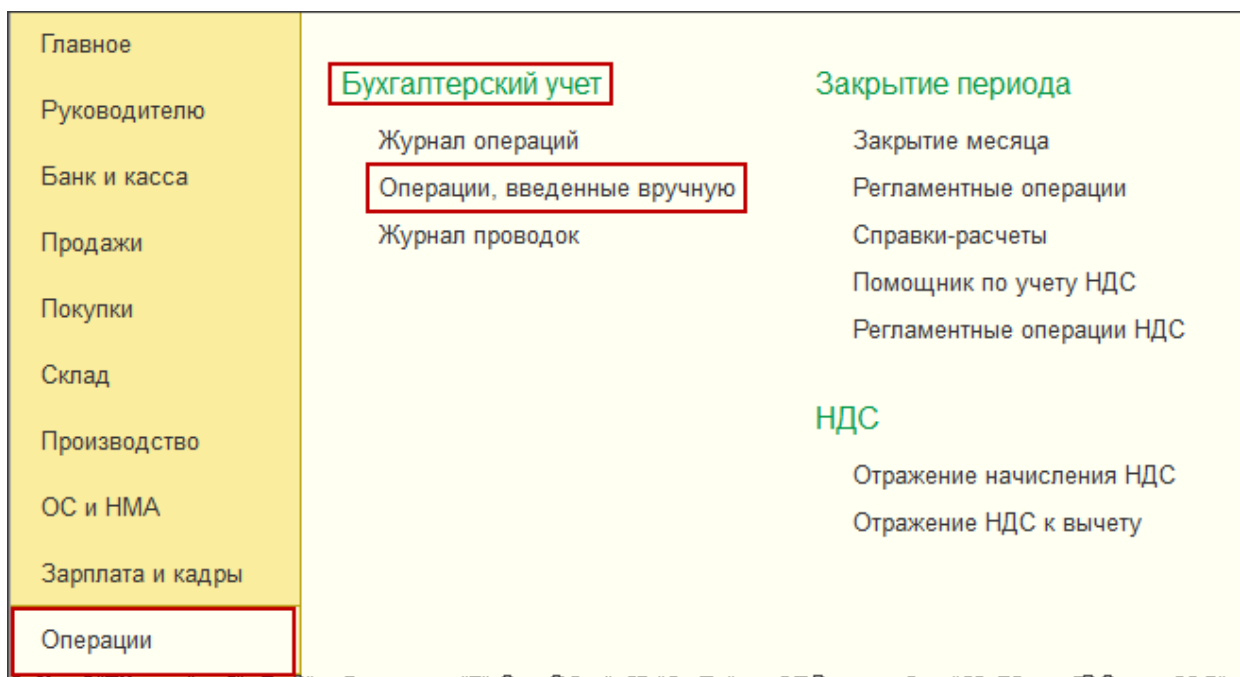 Главное
Руководителю
Банк и касса
Продажи
Покупки
Склад
Производство
ОС и НМА
Зарплата и кадры
Операции
Бухгалтерский учет
Журнал операций
Операции, введенные вручную
Журнал проводок
Закрытие периода
Закрытие месяца
Регламентные операции
Справки-расчеты
Помощник по учету НДС
Регламентные операции НДС
НДС
Отражение начисления НДС
Отражение НДС к вычету